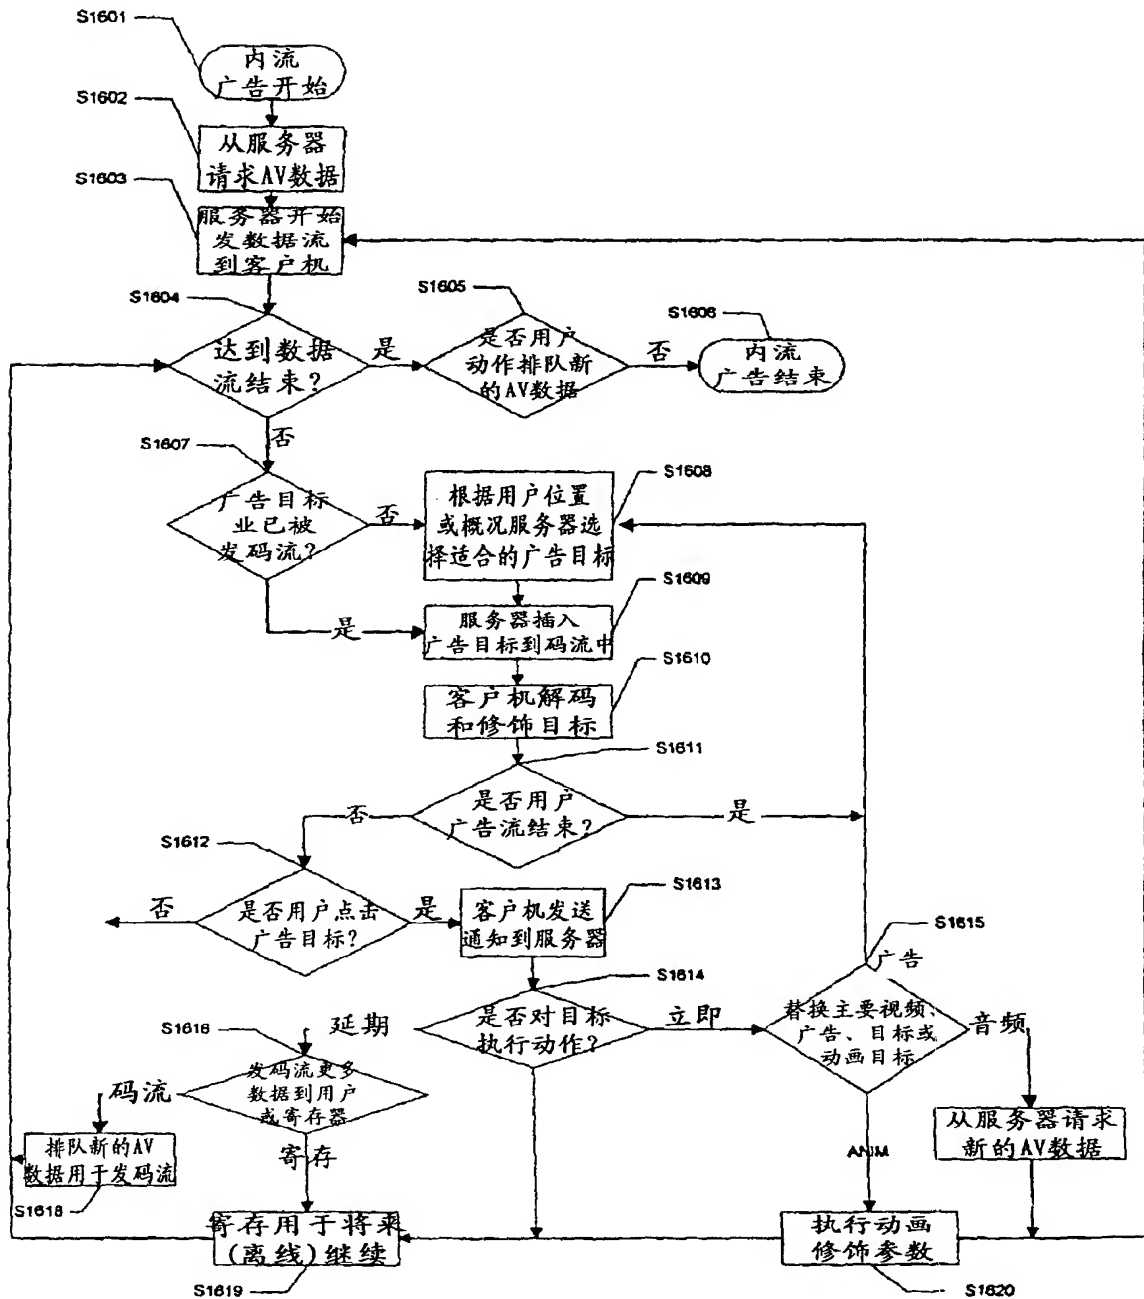 S1601
内流
广告开始
S1602
从服务器
请求AV数据
S1603
服务器开始
发数据流
到客户机
S1604
达到数据
流结束?
是
S1605
是否用户
动作排队新
的AV数据
否
S1606
内流
广告结束
否
S1607
广告目标
业已被
发码流?
否
是
S1608
根据用户位置
或概况服务器选
择适合的广告目标
S1609
服务器插入
广告目标到码流中
S1610
客户机解码
和修饰目标
S1611
是否用户
广告流结束?
否
是
S1612
是否用户点击
广告目标?
否
是
S1613
客户机发送
通知到服务器
S1614
是否对目标
执行动作?
延期
立即
S1615
广告
替换主要视频、
广告、目标或
动画目标
音频
ANIM
S1616
发码流更多
数据到用户
或寄存器
码流
寄存
排队新的AV
数据用于发码流
S1618
从服务器请求
新的AV数据
寄存用于将来
(离线)继续
S1619
执行动画
修饰参数
S1620